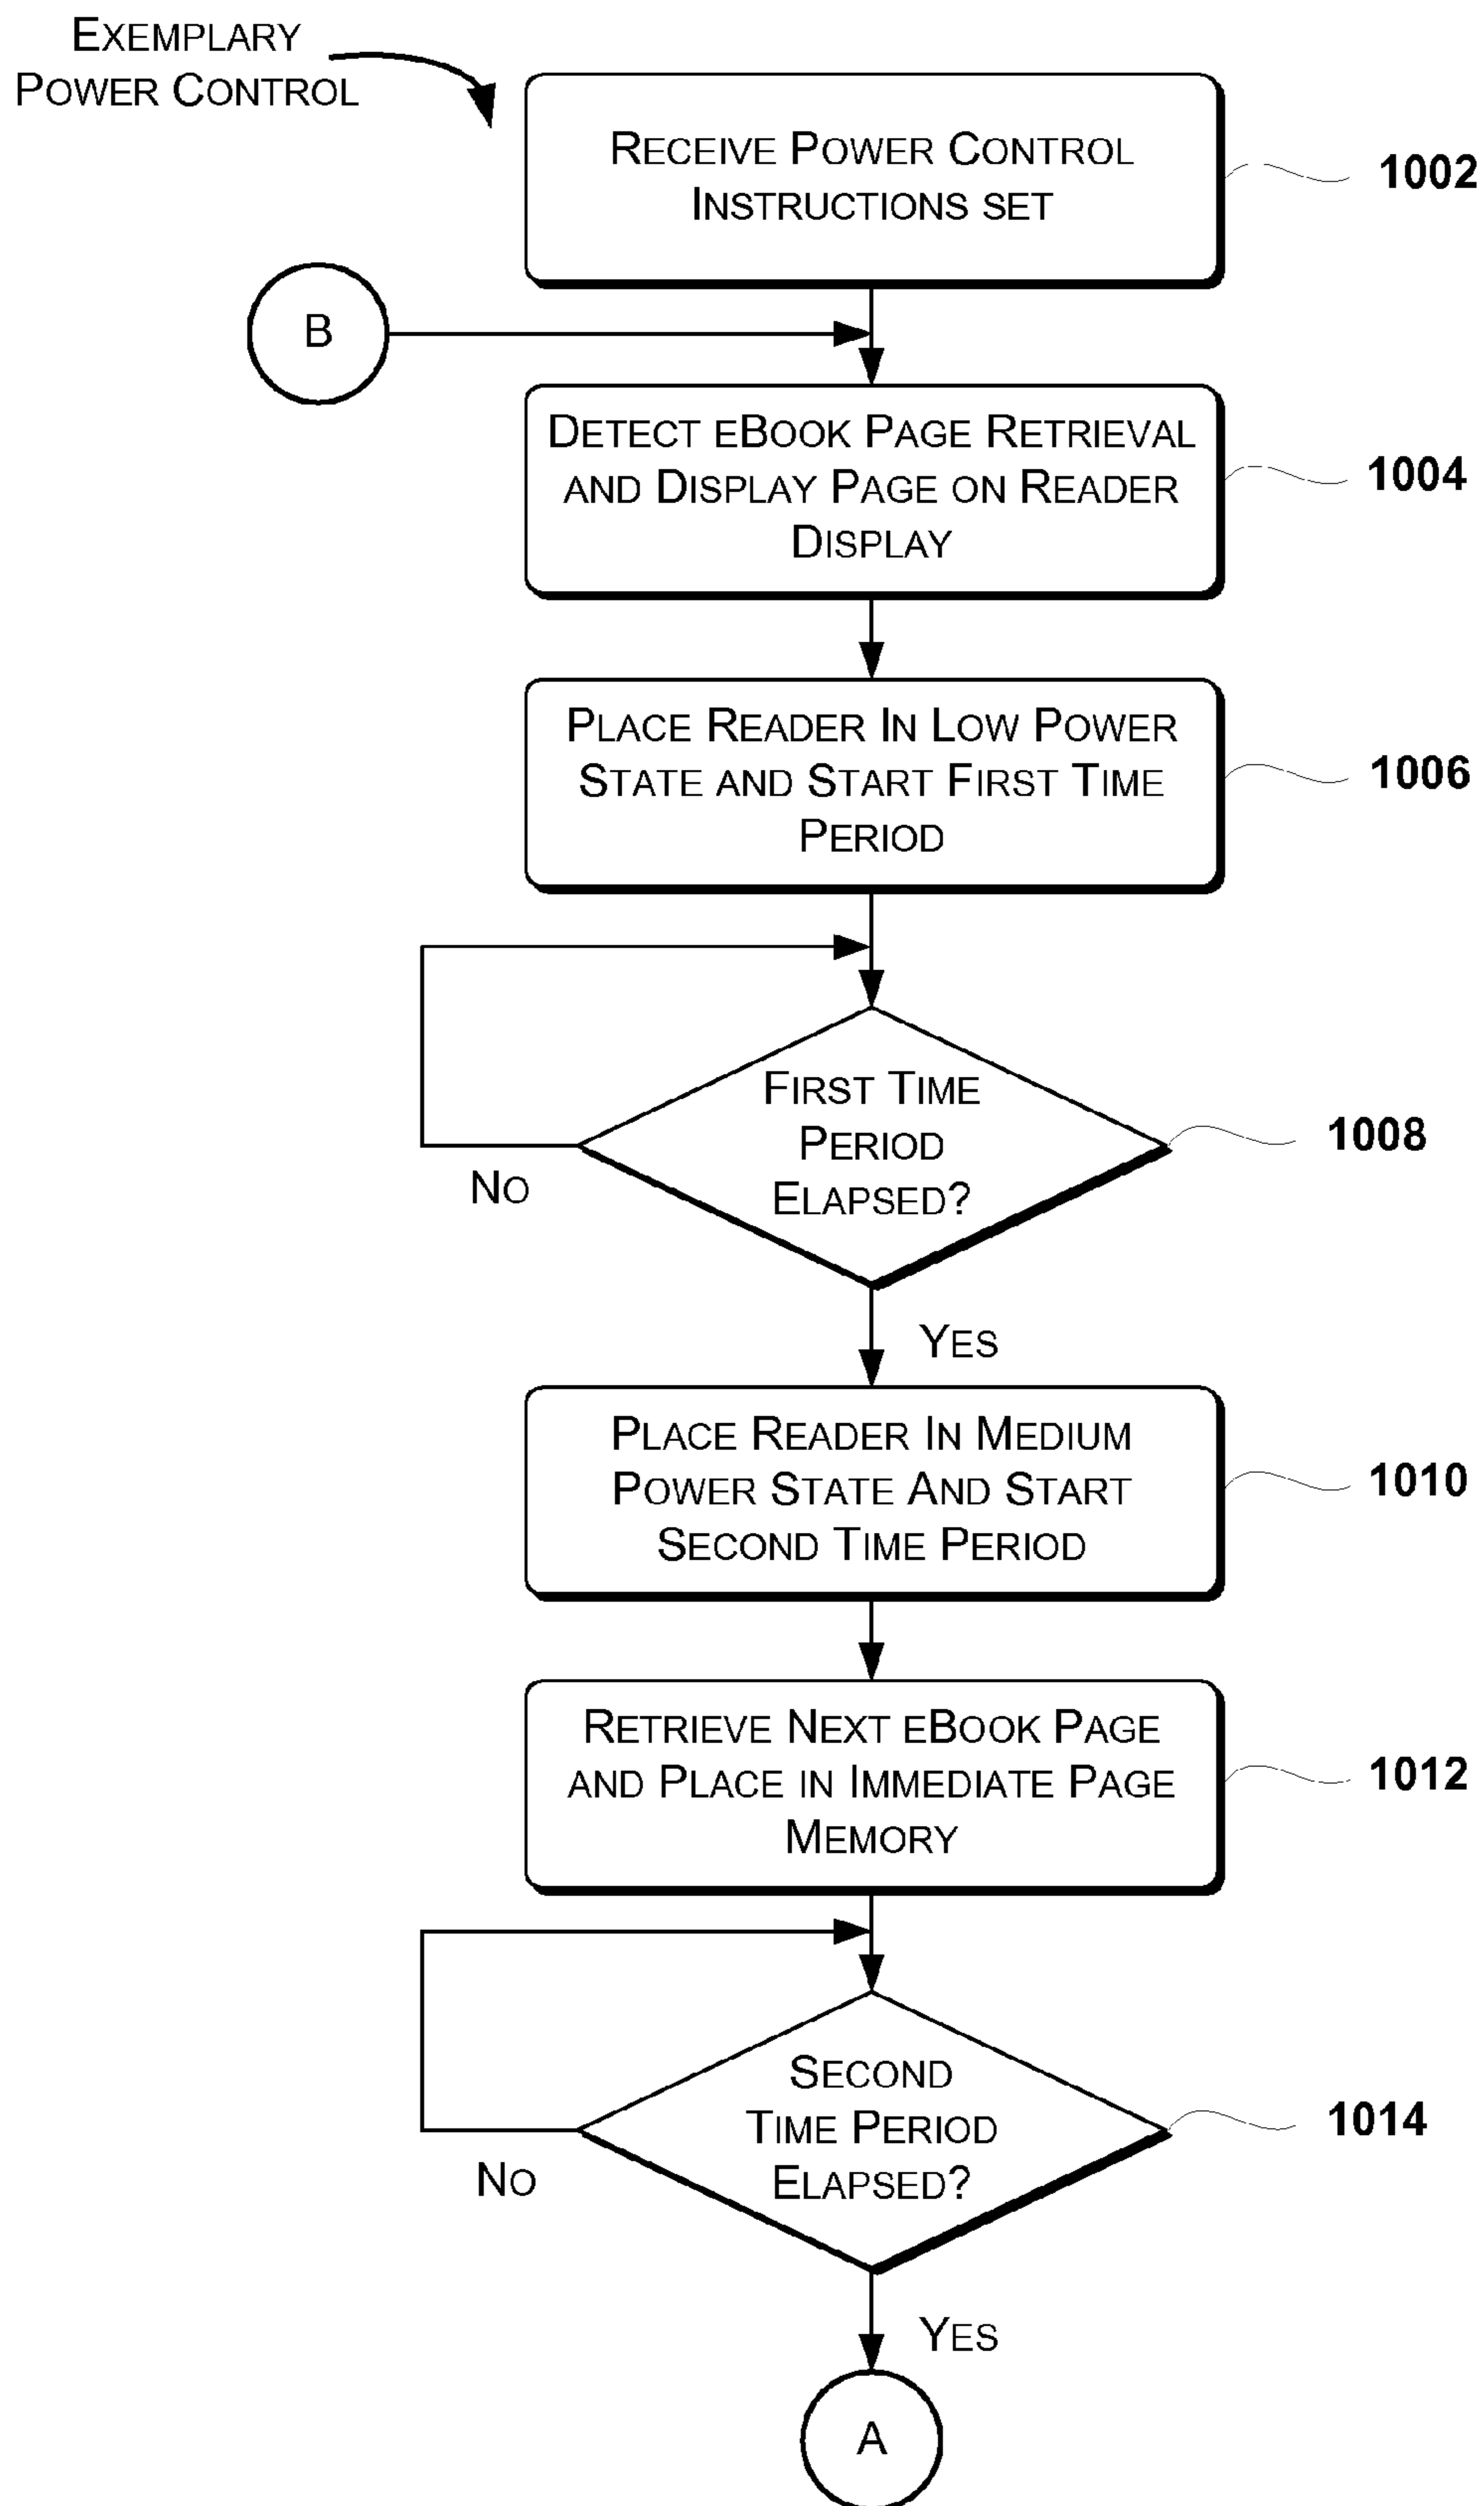 EXEMPLARY
POWER CONTROL
RECEIVE POWER CONTROL
INSTRUCTIONS SET
1002
B
DETECT EBOOK PAGE RETRIEVAL
AND DISPLAY PAGE ON READER
DISPLAY
1004
PLACE READER IN LOW POWER
STATE AND START FIRST TIME
PERIOD
1006
FIRST TIME
PERIOD
ELAPSED?
1008
NO
YES
PLACE READER IN MEDIUM
POWER STATE AND START
SECOND TIME PERIOD
1010
RETRIEVE NEXT EBOOK PAGE
AND PLACE IN IMMEDIATE PAGE
MEMORY
1012
SECOND
TIME PERIOD
ELAPSED?
1014
NO
YES
A